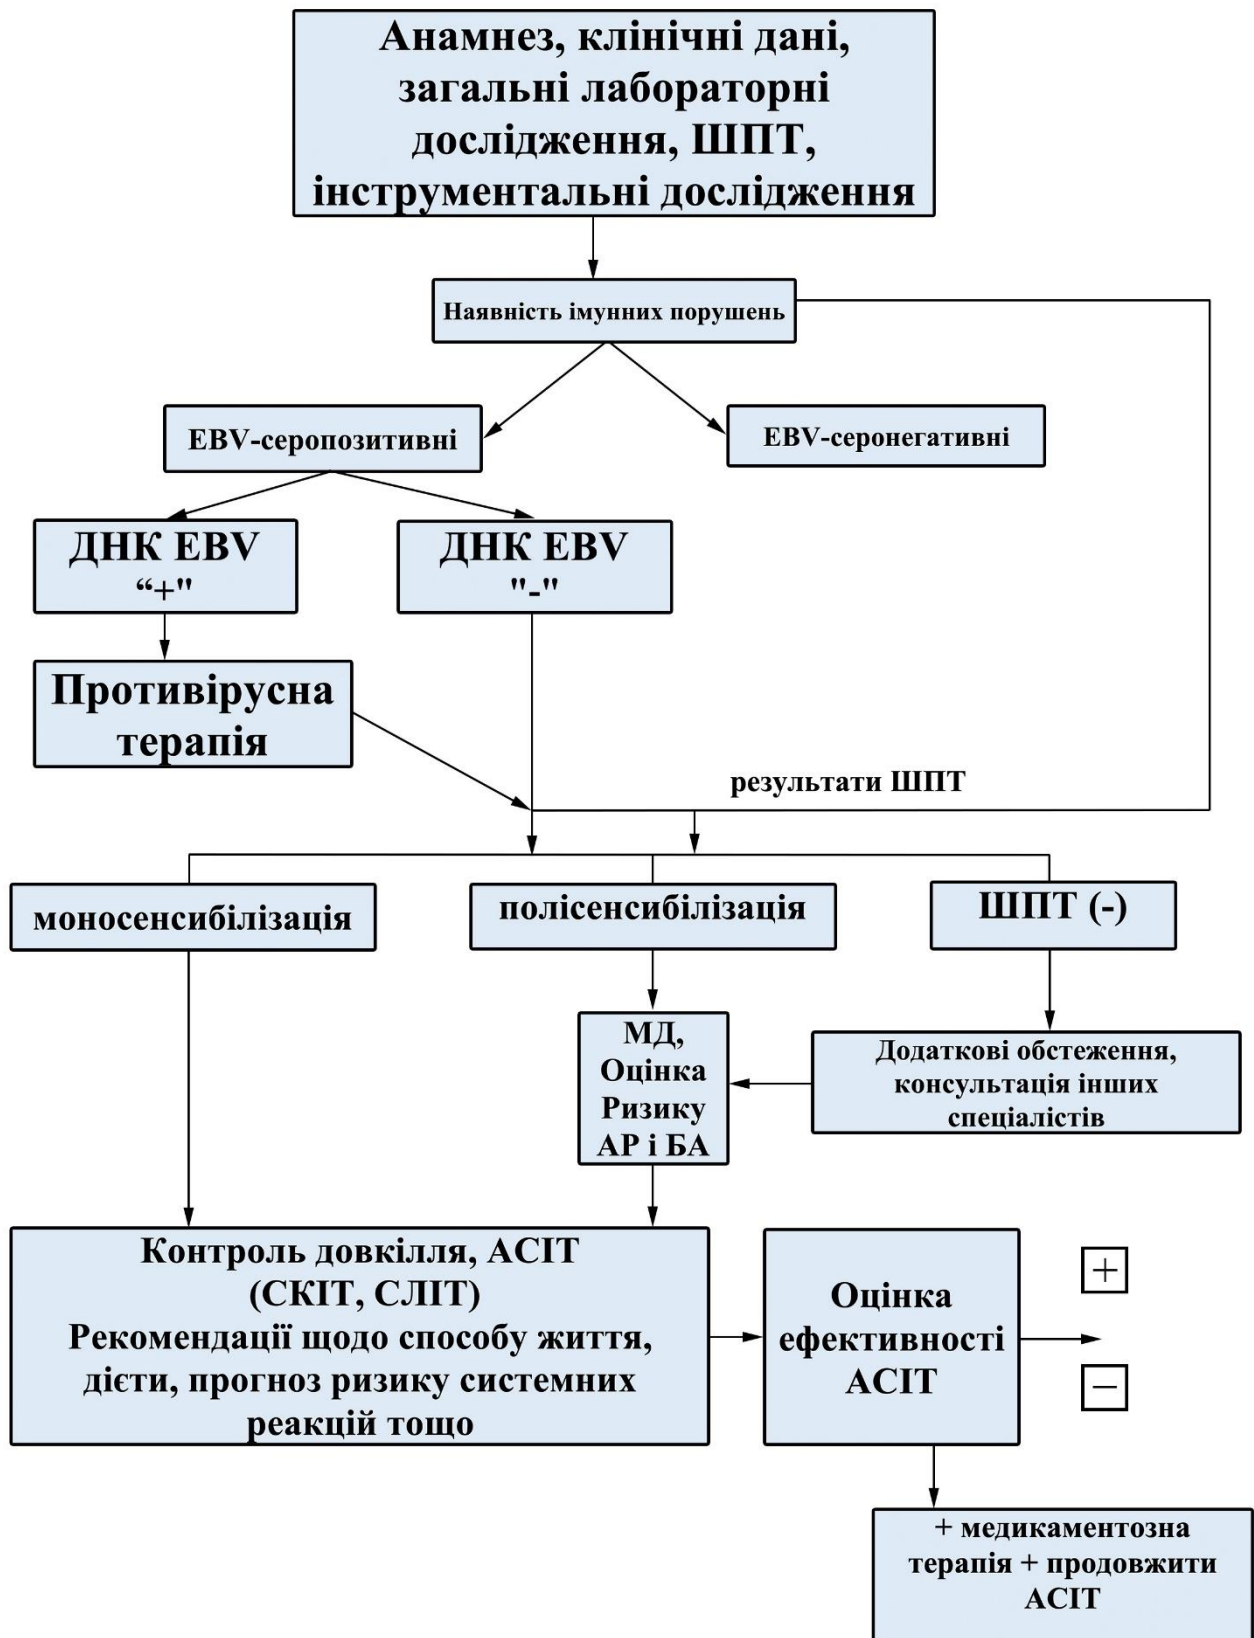 Анамнез, клінічні дані,
загальні лабораторні
дослідження, ШПТ,
інструментальні дослідження
Наявність імунних порушень
EBV-серопозитивні
EBV-серонегативні
ДНК EBV
“+"
ДНК EBV
"-"
Противірусна
терапія
результати ШПТ
моносенсибілізація
полісенсибілізація
ШПТ (-)
МД,
Оцінка
Ризику
АР і БА
Додаткові обстеження,
консультація інших
спеціалістів
Контроль довкілля, АСІТ
(СКІТ, СЛІТ)
Рекомендації щодо способу життя,
дієти, прогноз ризику системних
реакцій тощо
Оцінка
ефективності
АСІТ
+
−
+ медикаментозна
терапія + продовжити
АСІТ